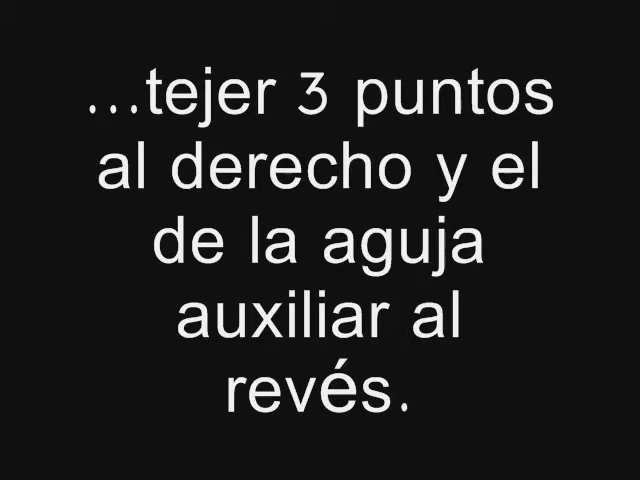 ...tejer 3 puntos
al derecho y el
de la aguja
auxiliar al
revés.